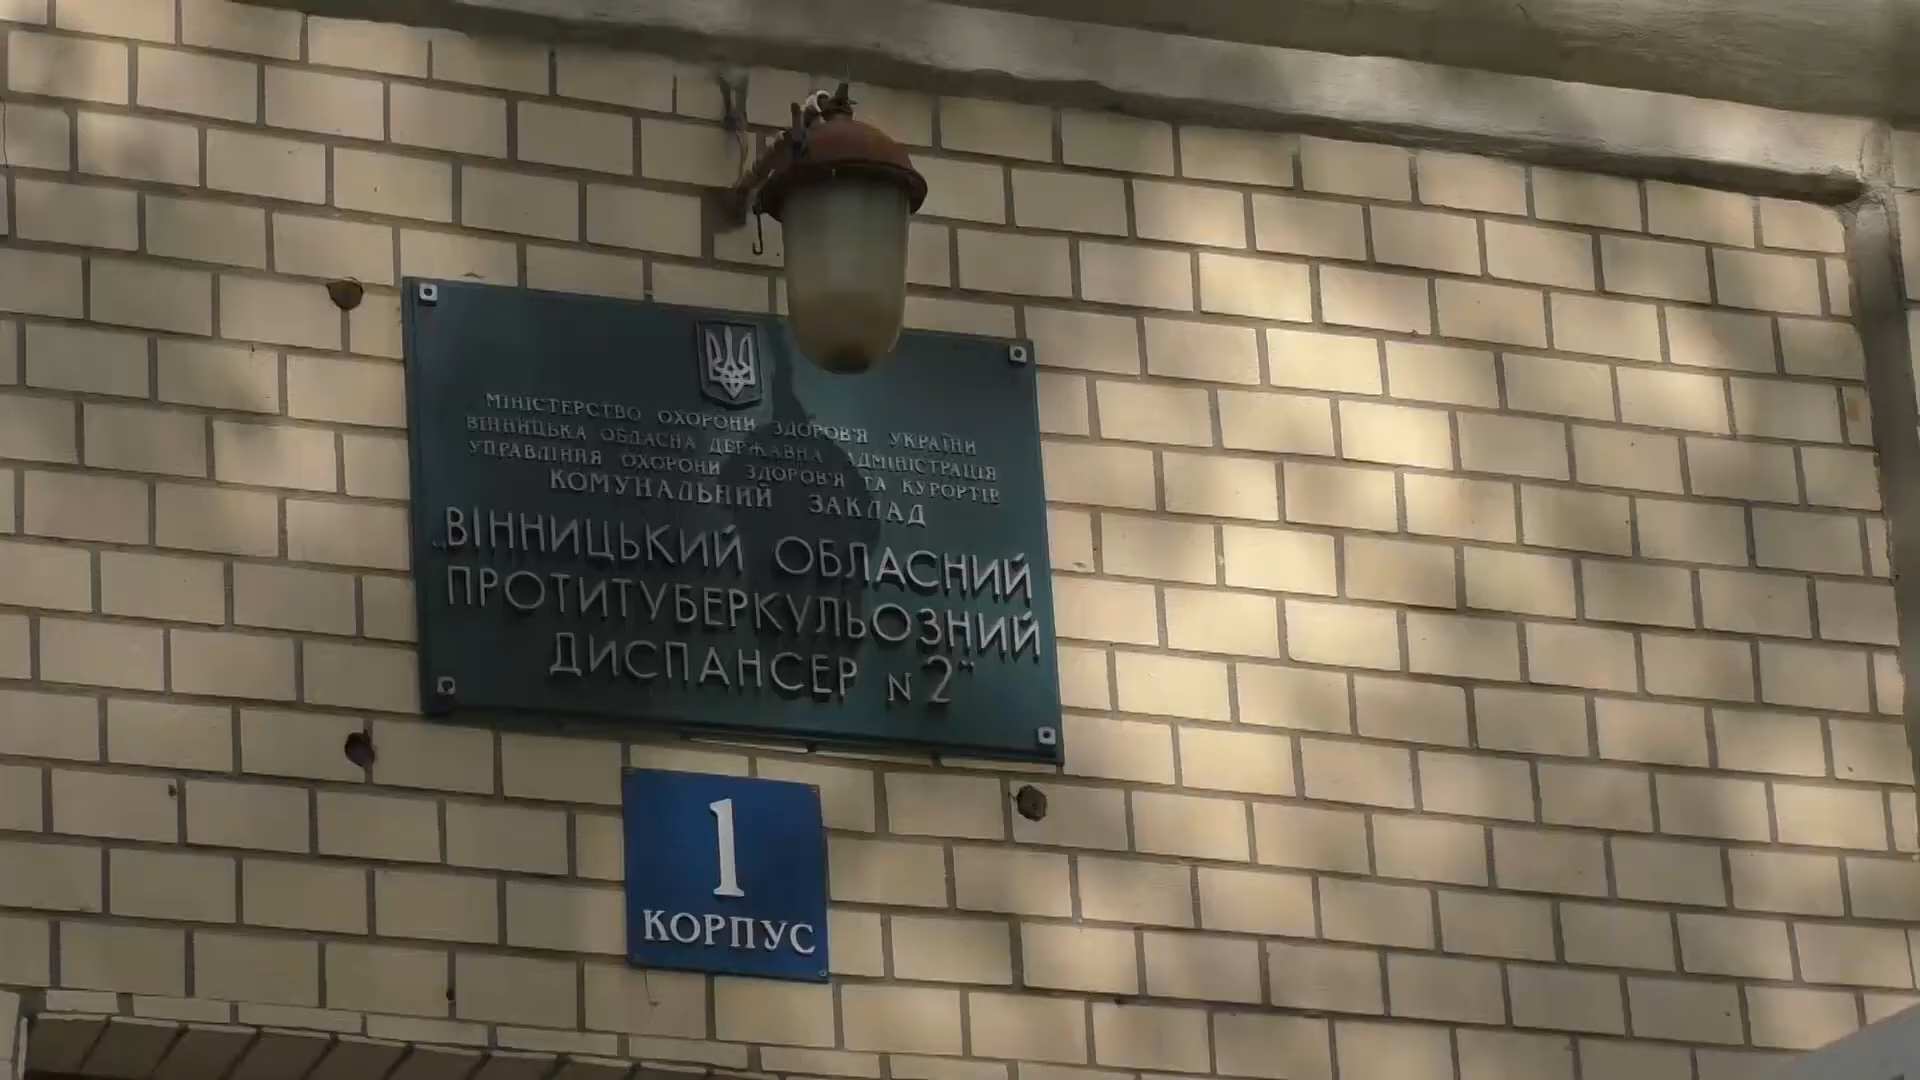 МІНІСТЕРСТВО ОХОРОНИ ЗДОРОВ'Я УКРАЇНИ
ВІННИЦЬКА ОБЛАСНА ДЕРЖАВНА АДМІНІСТРАЦІЯ
УПРАВЛІННЯ ОХОРОНИ ЗДОРОВ'Я ТА КУРОРТІВ
КОМУНАЛЬНИЙ ЗАКЛАД
„ВІННИЦЬКИЙ ОБЛАСНИЙ
ПРОТИТУБЕРКУЛЬОЗНИЙ
ДИСПАНСЕР N 2“
1
КОРПУС